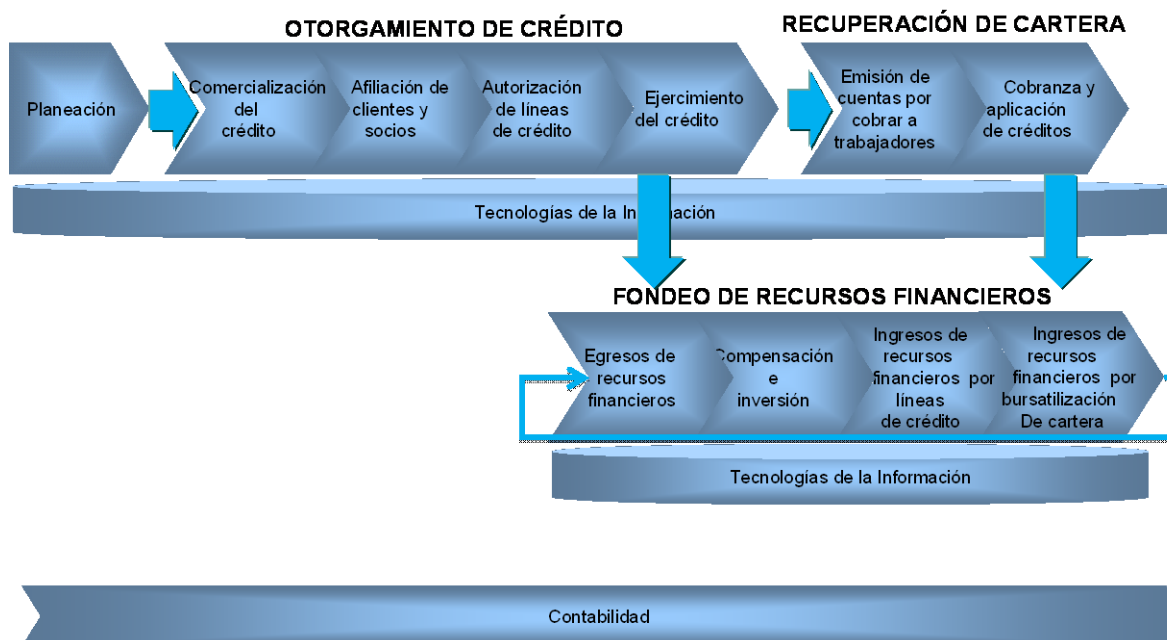 OTORGAMIENTO DE CRÉDITO
RECUPERACIÓN DE CARTERA
Planeación
Comercialización
del
crédito
Afiliación de
clientes y
socios
Autorización
de líneas
de crédito
Ejercimiento
del crédito
Emisión de
cuentas por
cobrar a
trabajadores
Cobranza y
aplicación
de créditos
Tecnologías de la In mación
FONDEO DE RECURSOS FINANCIEROS
Egresos de
recursos
financieros
Compensación
e
inversión
Ingresos de
recursos
financieros por
líneas
de crédito
Ingresos de
recursos
financieros por
bursatilización
De cartera
Tecnologías de la Información
Contabilidad